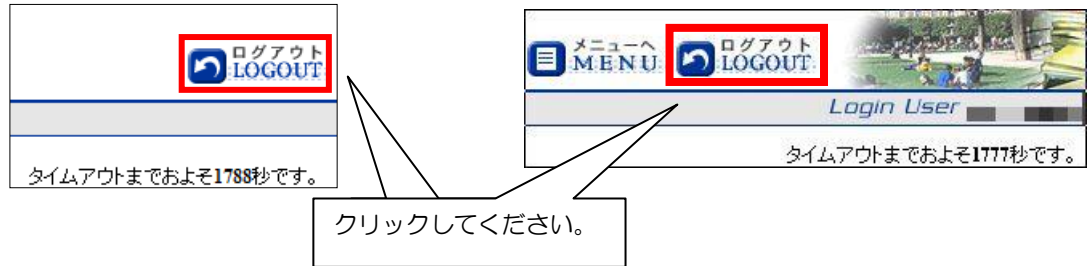 ログアウト
LOGOUT
タイムアウトまでおよそ1788秒です。
メニューへ
MENU
ログアウト
LOGOUT
Login User
タイムアウトまでおよそ1777秒です。
クリックしてください。